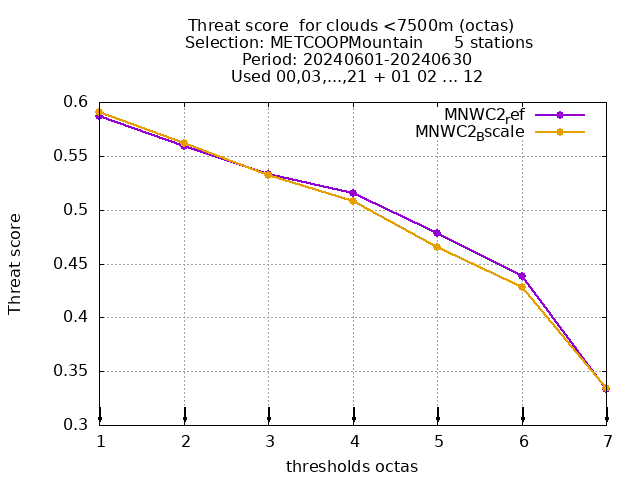 Threat score  for clouds <7500m (octas)
Selection: METCOOPMountain      5 stations
Period: 20240601-20240630
Used 00,03,...,21 + 01 02 ... 12
MNWC2ref
MNWC2Bscale
0.6
0.55
0.5
0.45
0.4
0.35
0.3
Threat score
1 2 3 4 5 6 7
thresholds octas